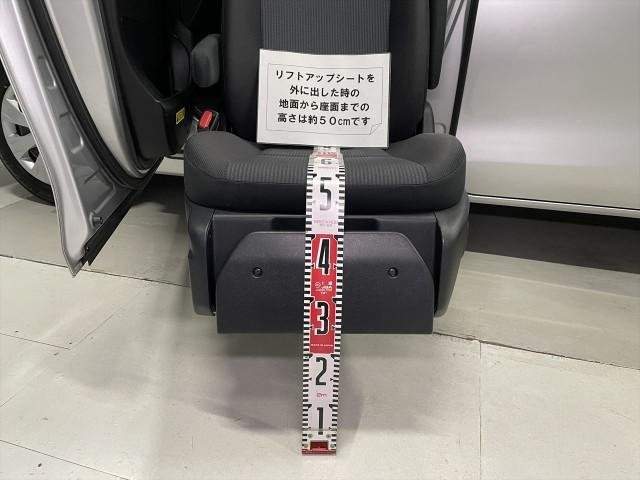 リフトアップシートを
外に出した時の
地面から座面までの
高さは約50cmです
6
5
4
3
2
1